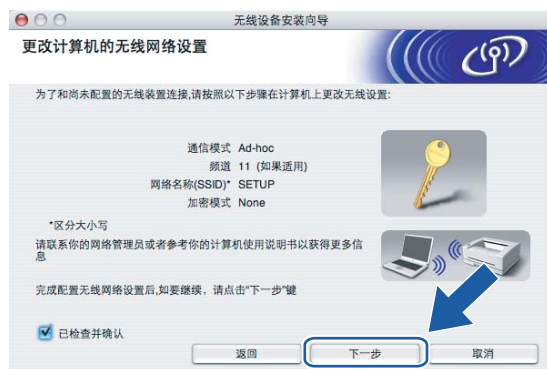 无线设备安装向导
更改计算机的无线网络设置
为了和尚未配置的无线装置连接,请按照以下步骤在计算机上更改无线设置:
通信模式 Ad-hoc
频道 11 (如果适用)
网络名称(SSID)* SETUP
加密模式 None
*区分大小写
请联系你的网络管理员或者参考你的计算机使用说明书以获得更多信
息
完成配置无线网络设置后,如要继续，请点击"下一步"键
已检查并确认
返回 下一步 取消